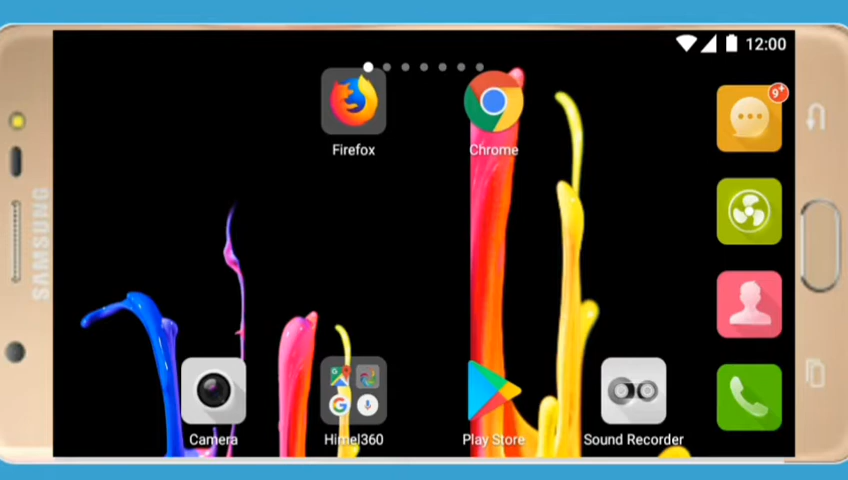 12:00
9+
Firefox
Chrome
SAMSUNG
Camera
Himel360
Play Store
Sound Recorder